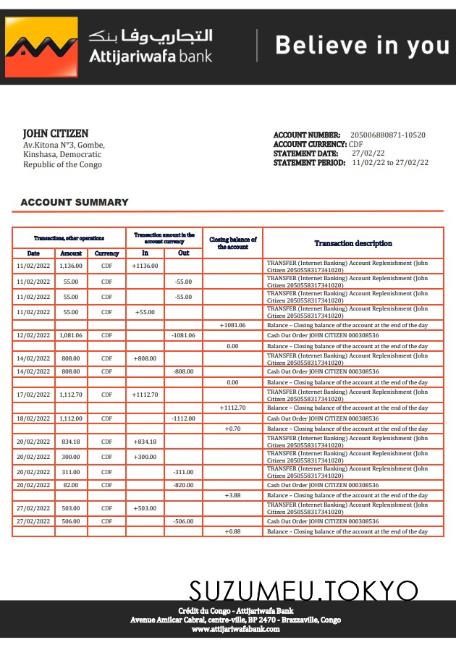 التجاري وفا بنك
Attijariwafa bank
Believe in you
JOHN CITIZEN
Av.Kitona N°3, Gombe,
Kinshasa, Democratic
Republic of the Congo
ACCOUNT NUMBER: 205006880871-10520
ACCOUNT CURRENCY: CDF
STATEMENT DATE: 27/02/22
STATEMENT PERIOD: 11/02/22 to 27/02/22
ACCOUNT SUMMARY
Transactions, other operations
Transaction amount in the
account currency
Closing balance of
the account
Transaction description
Date Amount Currency In Out
11/02/2022 1,136.00 CDF +1136.00 TRANSFER (Internet Banking) Account Replenishment (John
Citizen 2050558317341020)
11/02/2022 55.00 CDF -55.00 TRANSFER (Internet Banking) Account Replenishment (John
Citizen 2050558317341020)
11/02/2022 55.00 CDF -55.00 TRANSFER (Internet Banking) Account Replenishment (John
Citizen 2050558317341020)
11/02/2022 55.00 CDF +55.00 TRANSFER (Internet Banking) Account Replenishment (John
Citizen 2050558317341020)
+1081.06 Balance – Closing balance of the account at the end of the day
12/02/2022 1,081.06 CDF -1081.06 Cash Out Order JOHN CITIZEN 000308536
0.00 Balance – Closing balance of the account at the end of the day
14/02/2022 808.00 CDF +808.00 TRANSFER (Internet Banking) Account Replenishment (John
Citizen 2050558317341020)
14/02/2022 808.00 CDF -808.00 Cash Out Order JOHN CITIZEN 000308536
0.00 Balance – Closing balance of the account at the end of the day
17/02/2022 1,112.70 CDF +1112.70 TRANSFER (Internet Banking) Account Replenishment (John
Citizen 2050558317341020)
+1112.70 Balance – Closing balance of the account at the end of the day
18/02/2022 1,112.00 CDF -1112.00 Cash Out Order JOHN CITIZEN 000308536
+0.70 Balance – Closing balance of the account at the end of the day
20/02/2022 834.18 CDF +834.18 TRANSFER (Internet Banking) Account Replenishment (John
Citizen 2050558317341020)
20/02/2022 300.00 CDF +300.00 TRANSFER (Internet Banking) Account Replenishment (John
Citizen 2050558317341020)
20/02/2022 311.00 CDF -311.00 TRANSFER (Internet Banking) Account Replenishment (John
Citizen 2050558317341020)
20/02/2022 82.00 CDF -820.00 Cash Out Order JOHN CITIZEN 000308536
+3.88 Balance – Closing balance of the account at the end of the day
27/02/2022 503.00 CDF +503.00 TRANSFER (Internet Banking) Account Replenishment (John
Citizen 2050558317341020)
27/02/2022 506.00 CDF -506.00 Cash Out Order JOHN CITIZEN 000308536
+0.88 Balance – Closing balance of the account at the end of the day
SUZUMEU.TOKYO
Crédit du Congo - Attijariwafa Bank
Avenue Amilcar Cabral, centre-ville, BP 2470 - Brazzaville, Congo
www.attijariwafabank.com